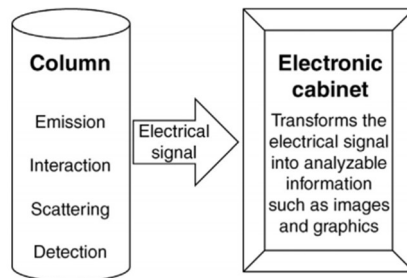 Column
Emission
Interaction
Scattering
Detection
Electrical
signal
Electronic
cabinet
Transforms the
electrical signal
into analyzable
information
such as images
and graphics